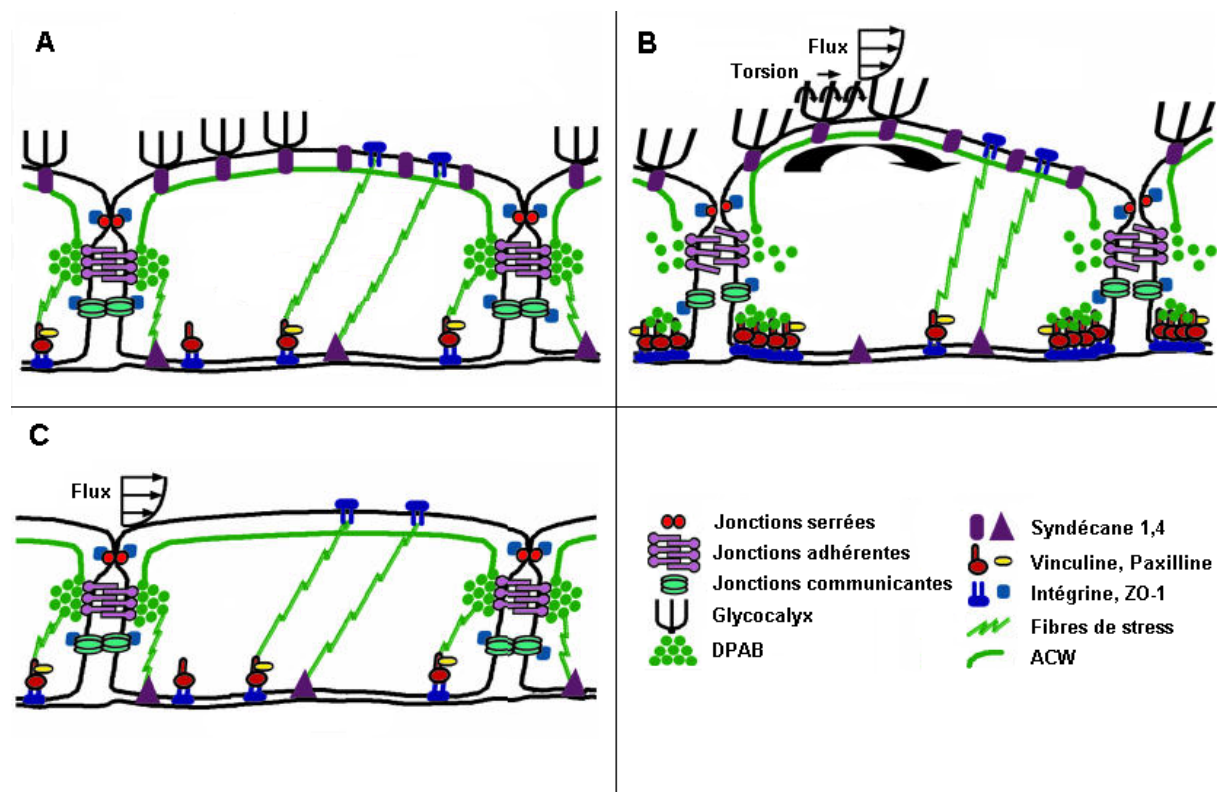 A
B
Flux
Torsion
C
Flux
Jonctions serrées
Jonctions adhérentes
Jonctions communicantes
Glycocalyx
DPAB
Syndécane 1,4
Vinculine, Paxilline
Intégrine, ZO-1
Fibres de stress
ACW